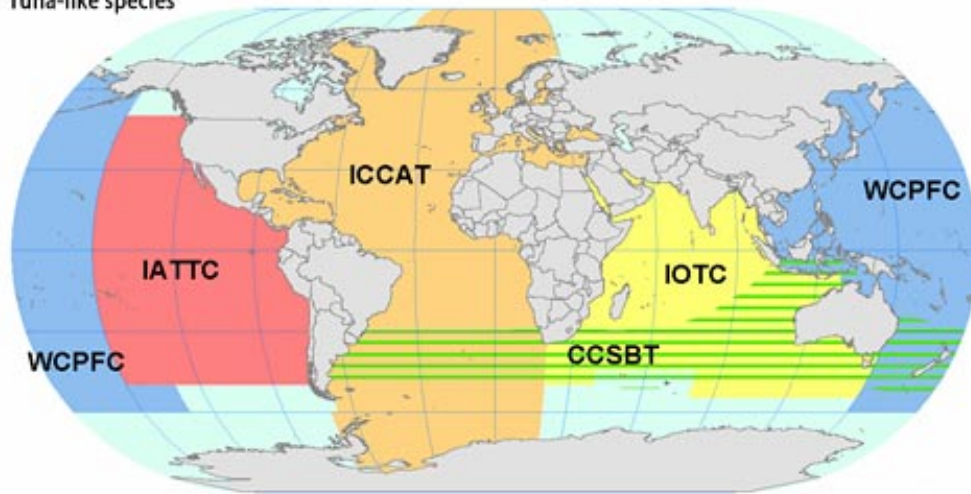 Tuna-like species
ICCAT
WCPFC
IATTC
IOTC
WCPFC
CCSBT